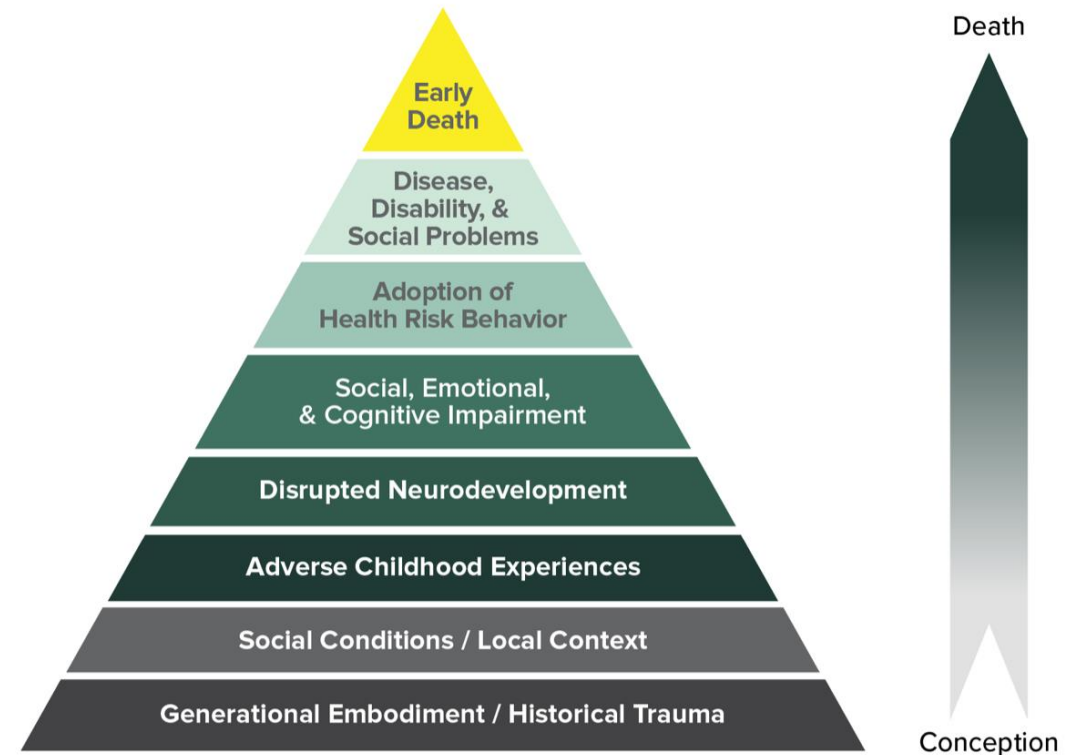 Death
Early
Death
Disease,
Disability, &
Social Problems
Adoption of
Health Risk Behavior
Social, Emotional,
& Cognitive Impairment
Disrupted Neurodevelopment
Adverse Childhood Experiences
Social Conditions / Local Context
Generational Embodiment / Historical Trauma
Conception